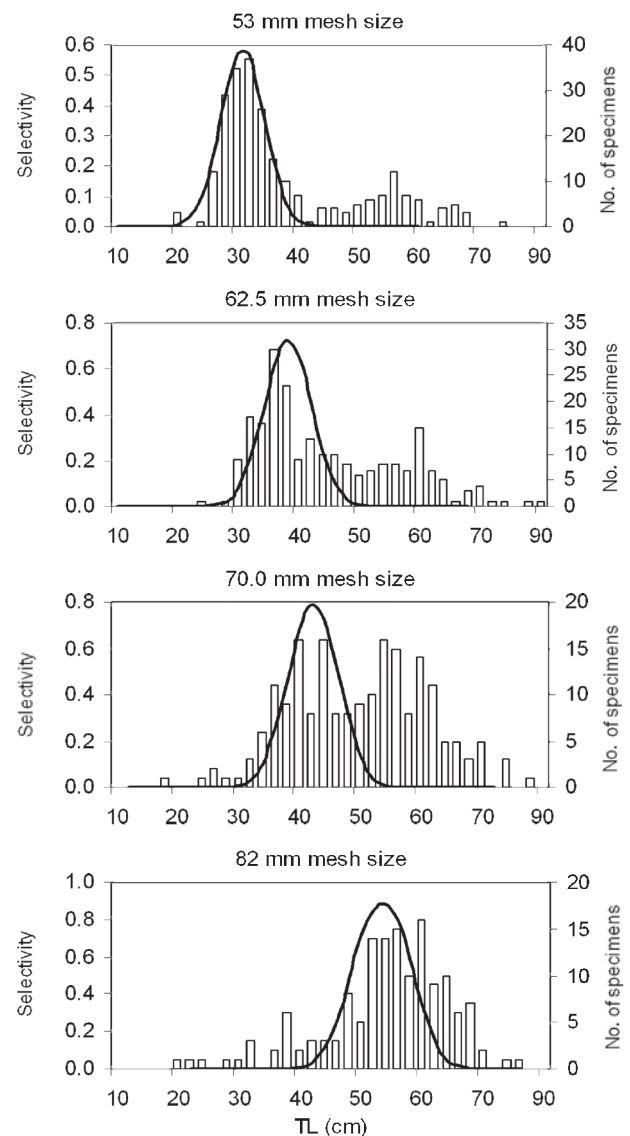 53 mm mesh size
0.6 40
0.5
0.4 30
0.3 20
0.2
0.1 10
0.0 0
Selectivity
No. of specimens
10 20 30 40 50 60 70 80 90
62.5 mm mesh size
0.8 35
30
0.6 25
20
0.4 15
0.2 10
5
0.0 0
Selectivity
No. of specimens
10 20 30 40 50 60 70 80 90
70.0 mm mesh size
0.8 20
0.6 15
0.4 10
0.2 5
0.0 0
Selectivity
No. of specimens
10 20 30 40 50 60 70 80 90
82 mm mesh size
1.0 20
0.8 15
0.6
0.4 10
0.2 5
0.0 0
Selectivity
No. of specimens
10 20 30 40 50 60 70 80 90
TL (cm)